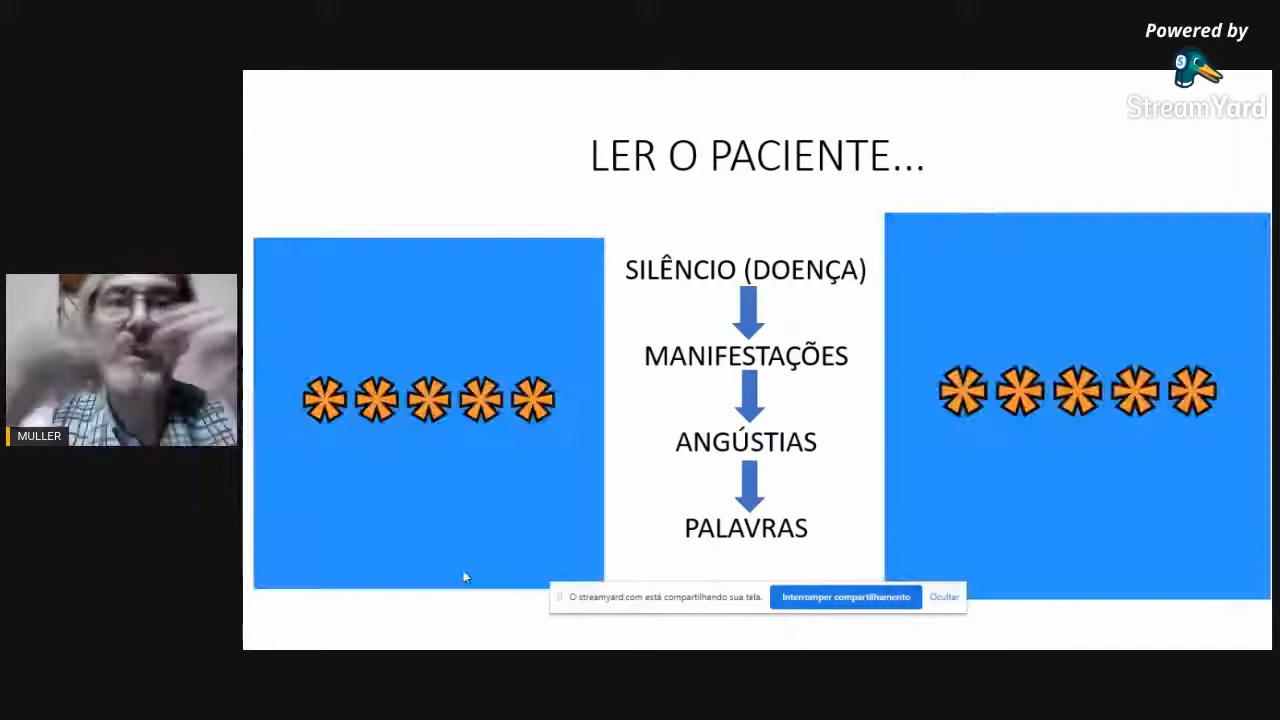 Powered by
StreamYard
LER O PACIENTE...
SILÊNCIO (DOENÇA)
MANIFESTAÇÕES
ANGÚSTIAS
PALAVRAS
*****
*****
MULLER
O streamyard.com está compartilhando sua tela.
Interromper compartilhamento
Ocultar